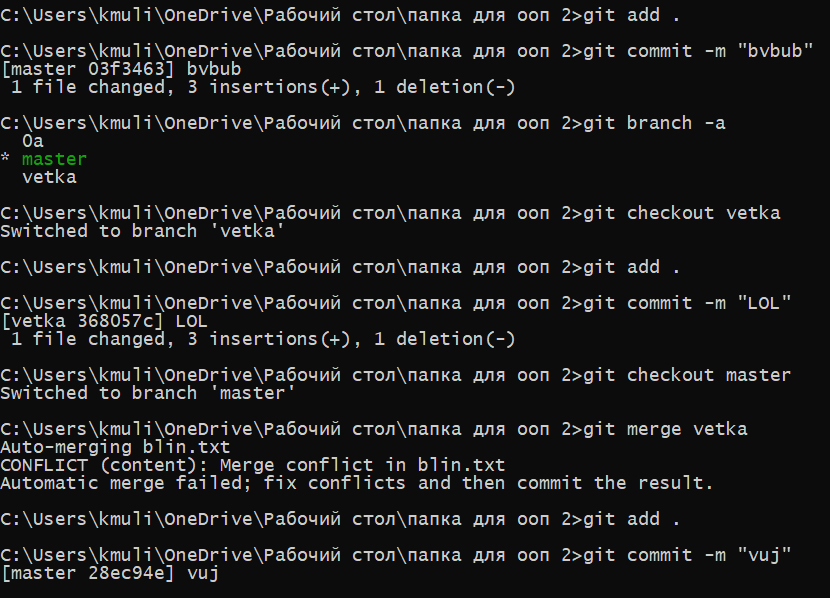 C:\Users\kmuli\OneDrive\Рабочий стол\папка для ооп 2>git add .
C:\Users\kmuli\OneDrive\Рабочий стол\папка для ооп 2>git commit -m "bvbub"
[master 03f3463] bvbub
 1 file changed, 3 insertions(+), 1 deletion(-)
C:\Users\kmuli\OneDrive\Рабочий стол\папка для ооп 2>git branch -a
  0a
* master
  vetka
C:\Users\kmuli\OneDrive\Рабочий стол\папка для ооп 2>git checkout vetka
Switched to branch 'vetka'
C:\Users\kmuli\OneDrive\Рабочий стол\папка для ооп 2>git add .
C:\Users\kmuli\OneDrive\Рабочий стол\папка для ооп 2>git commit -m "LOL"
[vetka 368057c] LOL
 1 file changed, 3 insertions(+), 1 deletion(-)
C:\Users\kmuli\OneDrive\Рабочий стол\папка для ооп 2>git checkout master
Switched to branch 'master'
C:\Users\kmuli\OneDrive\Рабочий стол\папка для ооп 2>git merge vetka
Auto-merging blin.txt
CONFLICT (content): Merge conflict in blin.txt
Automatic merge failed; fix conflicts and then commit the result.
C:\Users\kmuli\OneDrive\Рабочий стол\папка для ооп 2>git add .
C:\Users\kmuli\OneDrive\Рабочий стол\папка для ооп 2>git commit -m "vuj"
[master 28ec94e] vuj